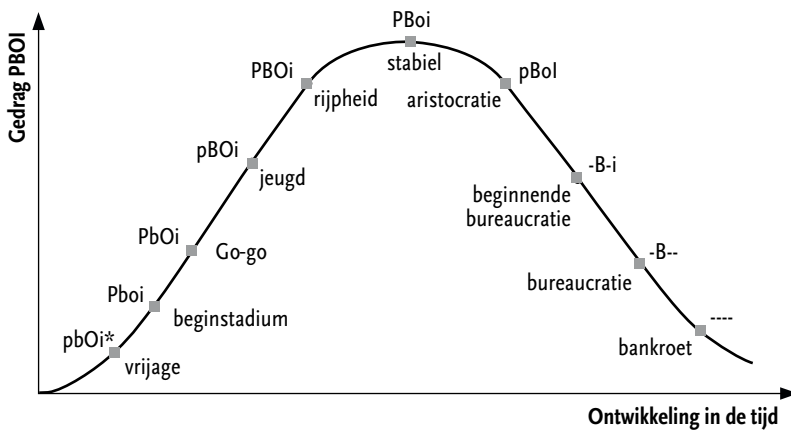 Gedrag PBOI
PBoi
stabiel
PBOi
rijpheid
pBoI
aristocratie
pBOi
jeugd
-B-i
beginnende
bureaucratie
PbOi
Go-go
-B--
bureaucratie
Pboi
beginstadium
----
bankroet
pbOi*
vrijage
Ontwikkeling in de tijd